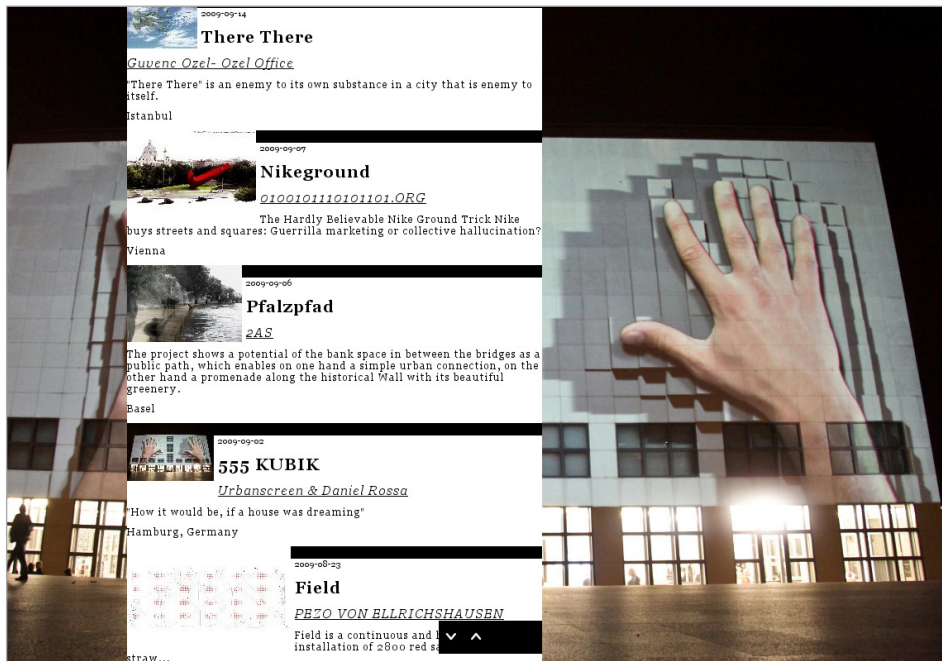 2009-09-14
There There
Guvenc Ozel- Ozel Office
"There There" is an enemy to its own substance in a city that is enemy to
itself.
Istanbul
2009-09-07
Nikeground
0100101110101101.ORG
The Hardly Believable Nike Ground Trick Nike
buys streets and squares: Guerrilla marketing or collective hallucination?
Vienna
2009-09-06
Pfalzpfad
2AS
The project shows a potential of the bank space in between the bridges as a
public path, which enables on one hand a simple urban connection, on the
other hand a promenade along the historical Wall with its beautiful
greenery.
Basel
2009-09-02
555 KUBIK
Urbanscreen & Daniel Rossa
"How it would be, if a house was dreaming"
Hamburg, Germany
2009-08-23
Field
PEZO VON ELLRICHSHAUSEN
Field is a continuous and
installation of 2800 red
straw...